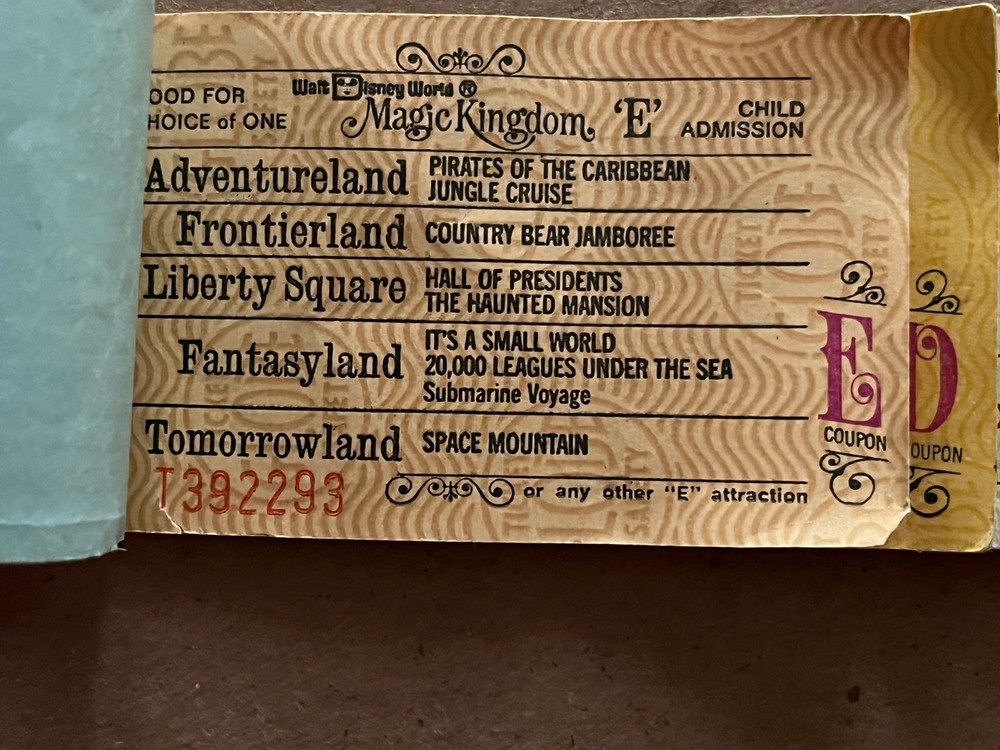 OOD FOR
HOICE of ONE
Walt Disney World ®
Magic Kingdom
'E'
CHILD
ADMISSION
Adventureland
PIRATES OF THE CARIBBEAN
JUNGLE CRUISE
Frontierland
COUNTRY BEAR JAMBOREE
Liberty Square
HALL OF PRESIDENTS
THE HAUNTED MANSION
Fantasyland
IT'S A SMALL WORLD
20,000 LEAGUES UNDER THE SEA
Submarine Voyage
Tomorrowland
SPACE MOUNTAIN
T392293
or any other "E" attraction
E
COUPON
D
OUPON